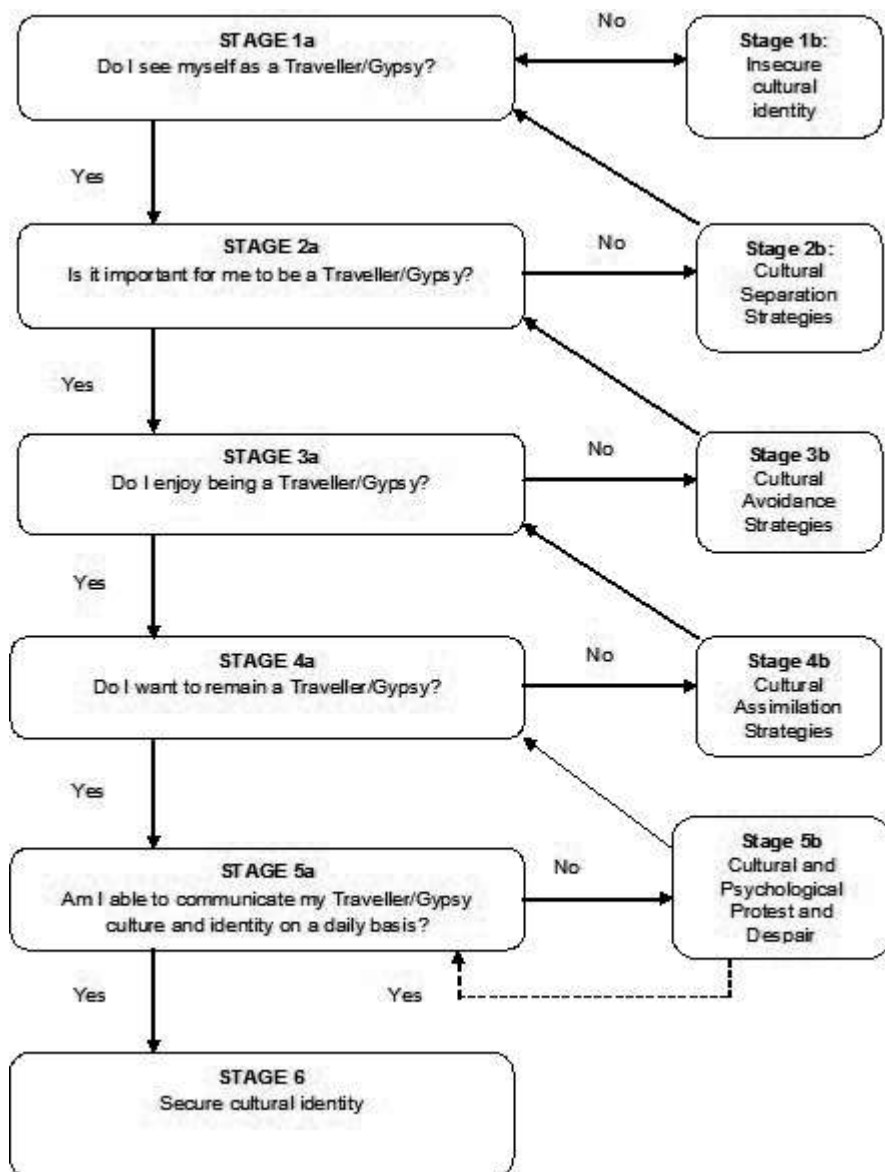 STAGE 1a
Do I see myself as a Traveller/Gypsy?
No
Stage 1b:
Insecure
cultural
identity
Yes
STAGE 2a
Is it important for me to be a Traveller/Gypsy?
No
Stage 2b:
Cultural
Separation
Strategies
Yes
STAGE 3a
Do I enjoy being a Traveller/Gypsy?
No
Stage 3b
Cultural
Avoidance
Strategies
Yes
STAGE 4a
Do I want to remain a Traveller/Gypsy?
No
Stage 4b
Cultural
Assimilation
Strategies
Yes
STAGE 5a
Am I able to communicate my Traveller/Gypsy
culture and identity on a daily basis?
No
Stage 5b
Cultural and
Psychological
Protest and
Despair
Yes
Yes
STAGE 6
Secure cultural identity